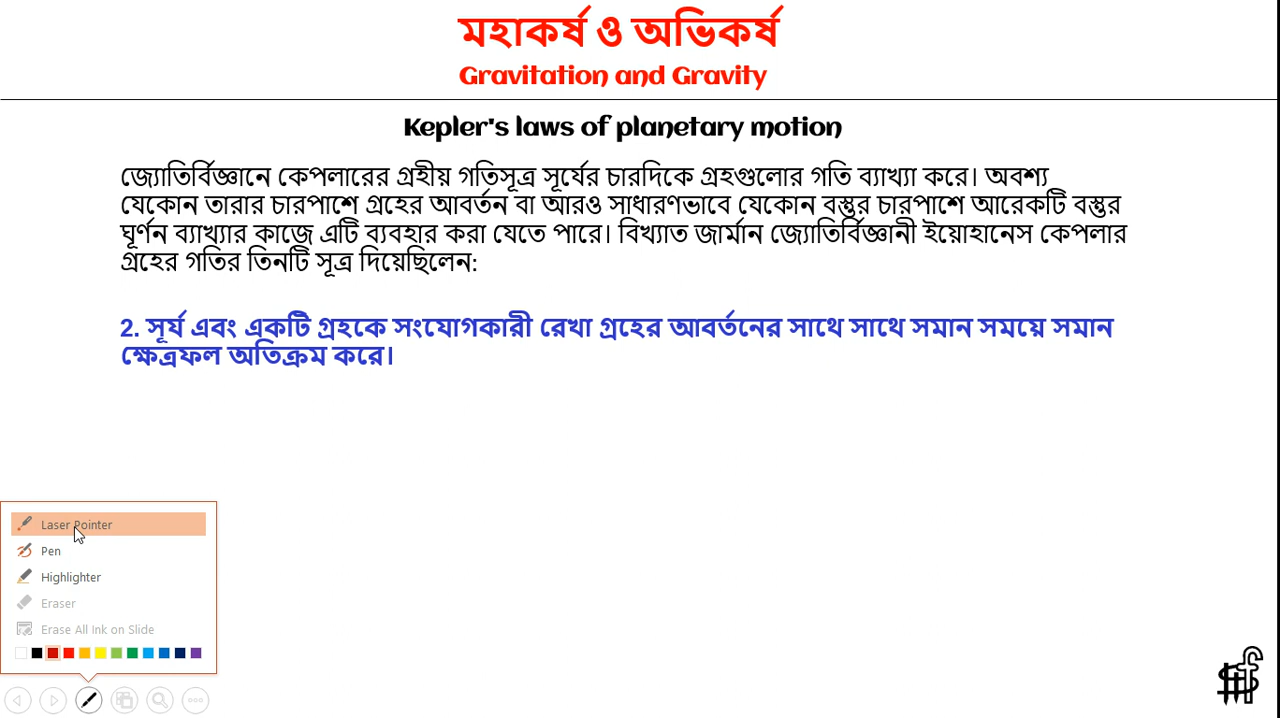 মহাকর্ষ ও অভিকর্ষ
Gravitation and Gravity
Kepler's laws of planetary motion
জ্যোতির্বিজ্ঞানে কেপলারের গ্রহীয় গতিসূত্র সূর্যের চারদিকে গ্রহগুলোর গতি ব্যাখ্যা করে। অবশ্য
যেকোন তারার চারপাশে গ্রহের আবর্তন বা আরও সাধারণভাবে যেকোন বস্তুর চারপাশে আরেকটি বস্তুর
ঘূর্ণন ব্যাখ্যার কাজে এটি ব্যবহার করা যেতে পারে। বিখ্যাত জার্মান জ্যোতির্বিজ্ঞানী ইয়োহানেস কেপলার
গ্রহের গতির তিনটি সূত্র দিয়েছিলেন:
2. সূর্য এবং একটি গ্রহকে সংযোগকারী রেখা গ্রহের আবর্তনের সাথে সাথে সমান সময়ে সমান
ক্ষেত্রফল অতিক্রম করে।
Laser Pointer
Pen
Highlighter
Eraser
Erase All Ink on Slide